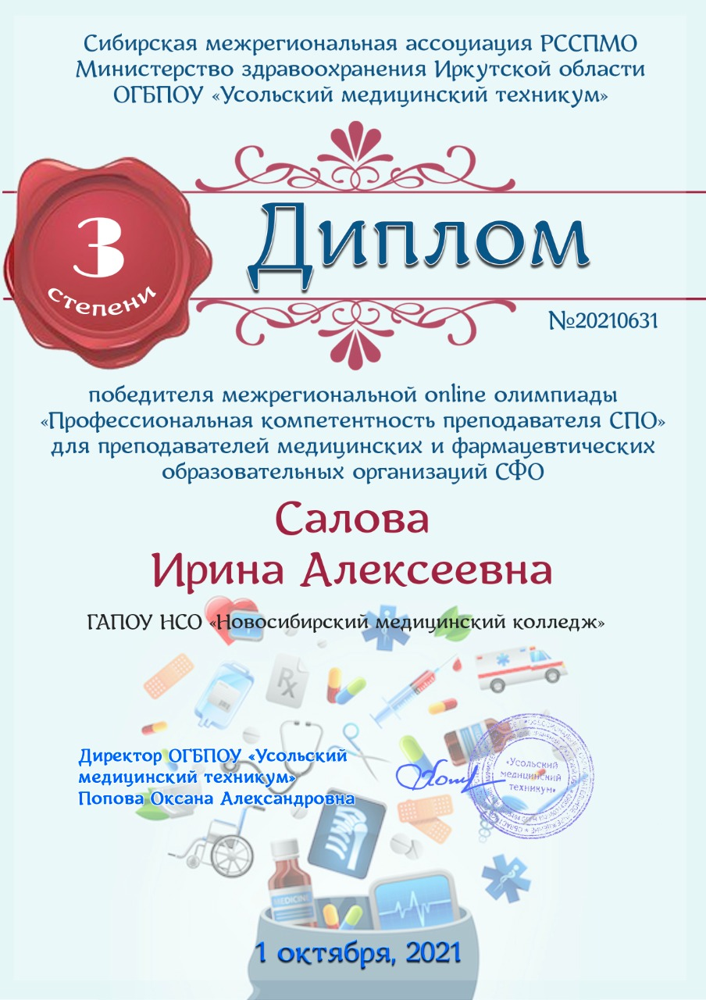 Сибирская межрегиональная ассоциация РССПМО
Министерство здравоохранения Иркутской области
ОГБПОУ «Усольский медицинский техникум»
3
степени
Диплом
№20210631
победителя межрегиональной online олимпиады
«Профессиональная компетентность преподавателя СПО»
для преподавателей медицинских и фармацевтических
образовательных организаций СФО
Салова
Ирина Алексеевна
ГАПОУ НСО «Новосибирский медицинский колледж»
Rx
Директор ОГБПОУ «Усольский
медицинский техникум»
Попова Оксана Александровна
«Усольский
медицинский
техникум»
MEDICINE
1 октября, 2021